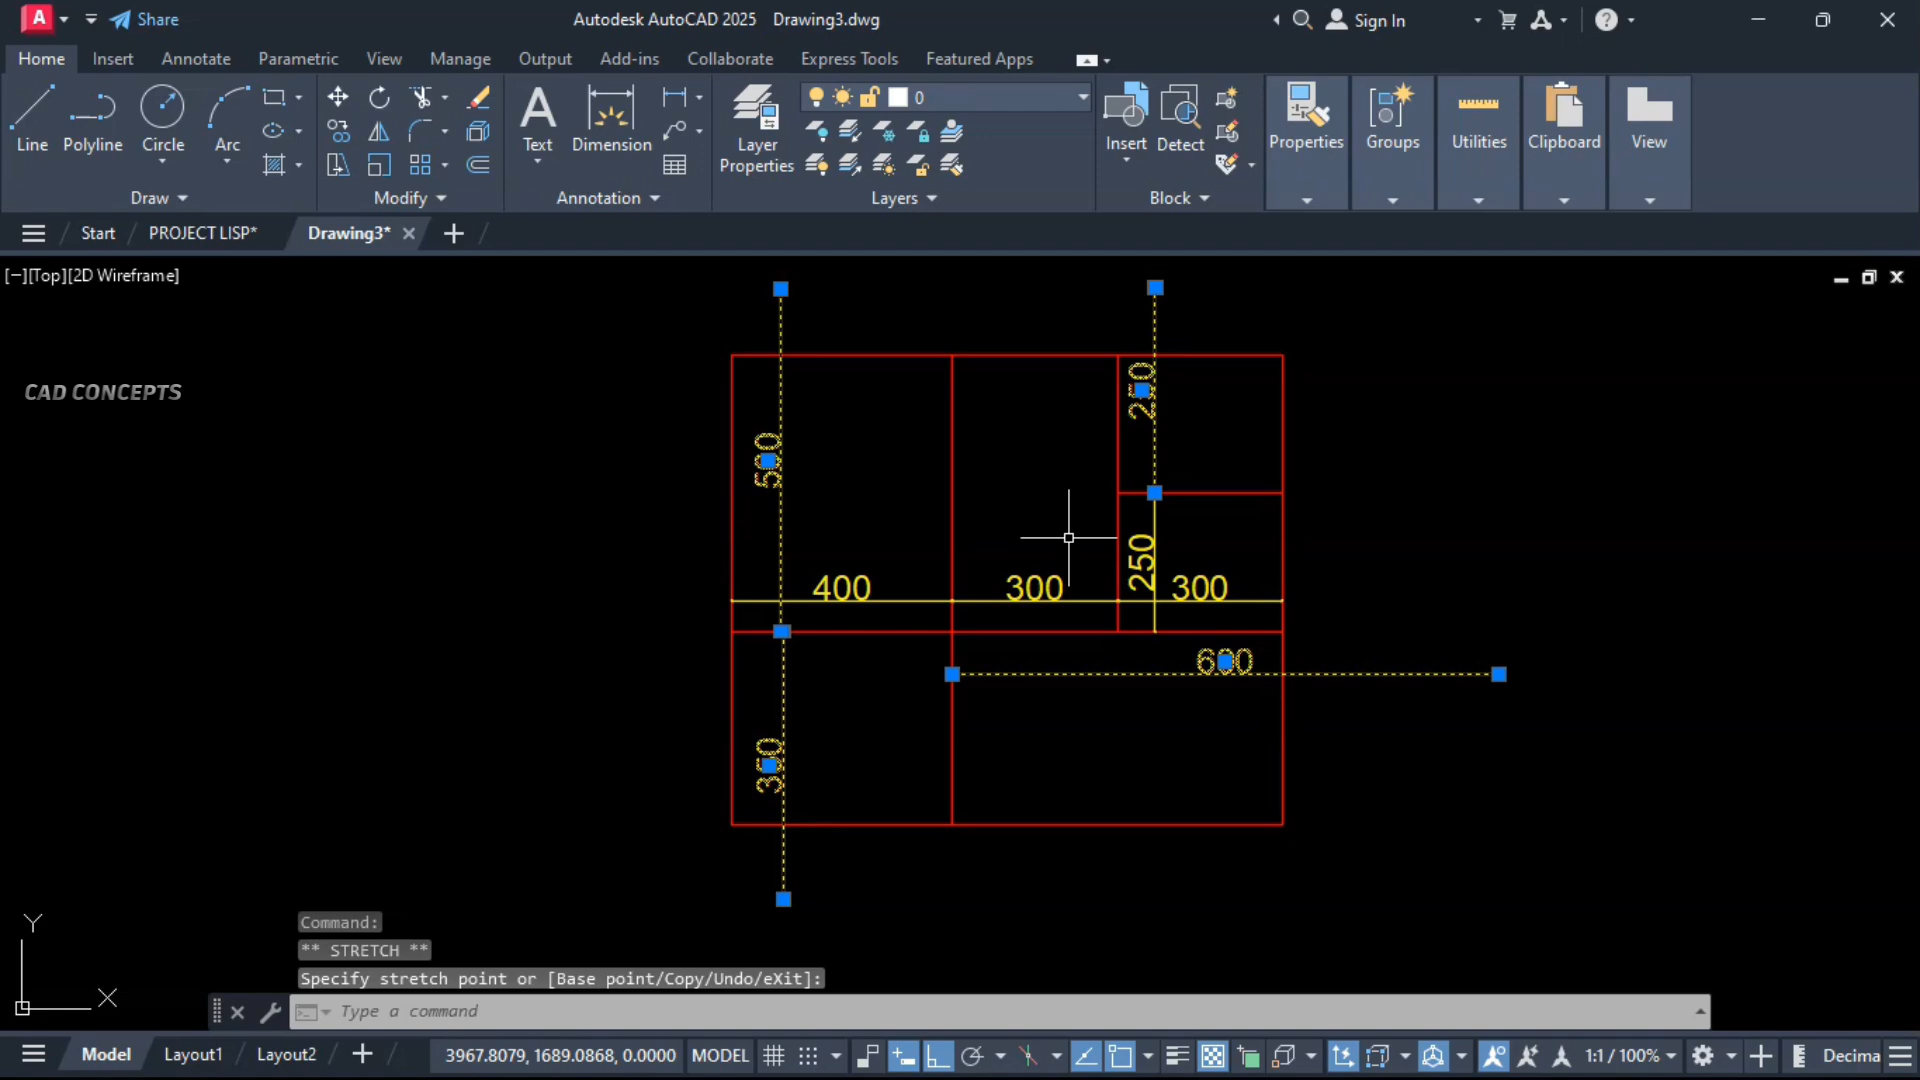 A Share Autodesk AutoCAD 2025 Drawing3.dwg Sign In
Home Insert Annotate Parametric View Manage Output Add-ins Collaborate Express Tools Featured Apps
0
Line Polyline Circle Arc Text Dimension Layer Properties Insert Detect Properties Groups Utilities Clipboard View
Draw Modify Annotation Layers Block
Start PROJECT LISP* Drawing3* +
[−][Top][2D Wireframe]
CAD CONCEPTS
250
500
250
400 300 300
600
350
Command:
** STRETCH **
Specify stretch point or [Base point/Copy/Undo/eXit]:
Type a command
Y
X
Model Layout1 Layout2 + 3967.8079, 1689.0868, 0.0000 MODEL 1:1 / 100% Decima